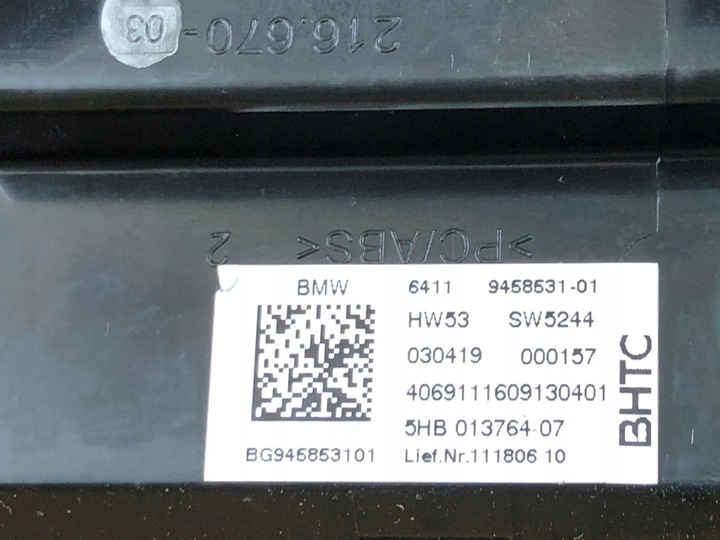 216.670-03
>PC/ABS<
2
BMW 6411 9458531-01
HW53 SW5244
030419 000157
4069111609130401
5HB 013764-07
BG945853101 Lief.Nr.111806 10
BHTC